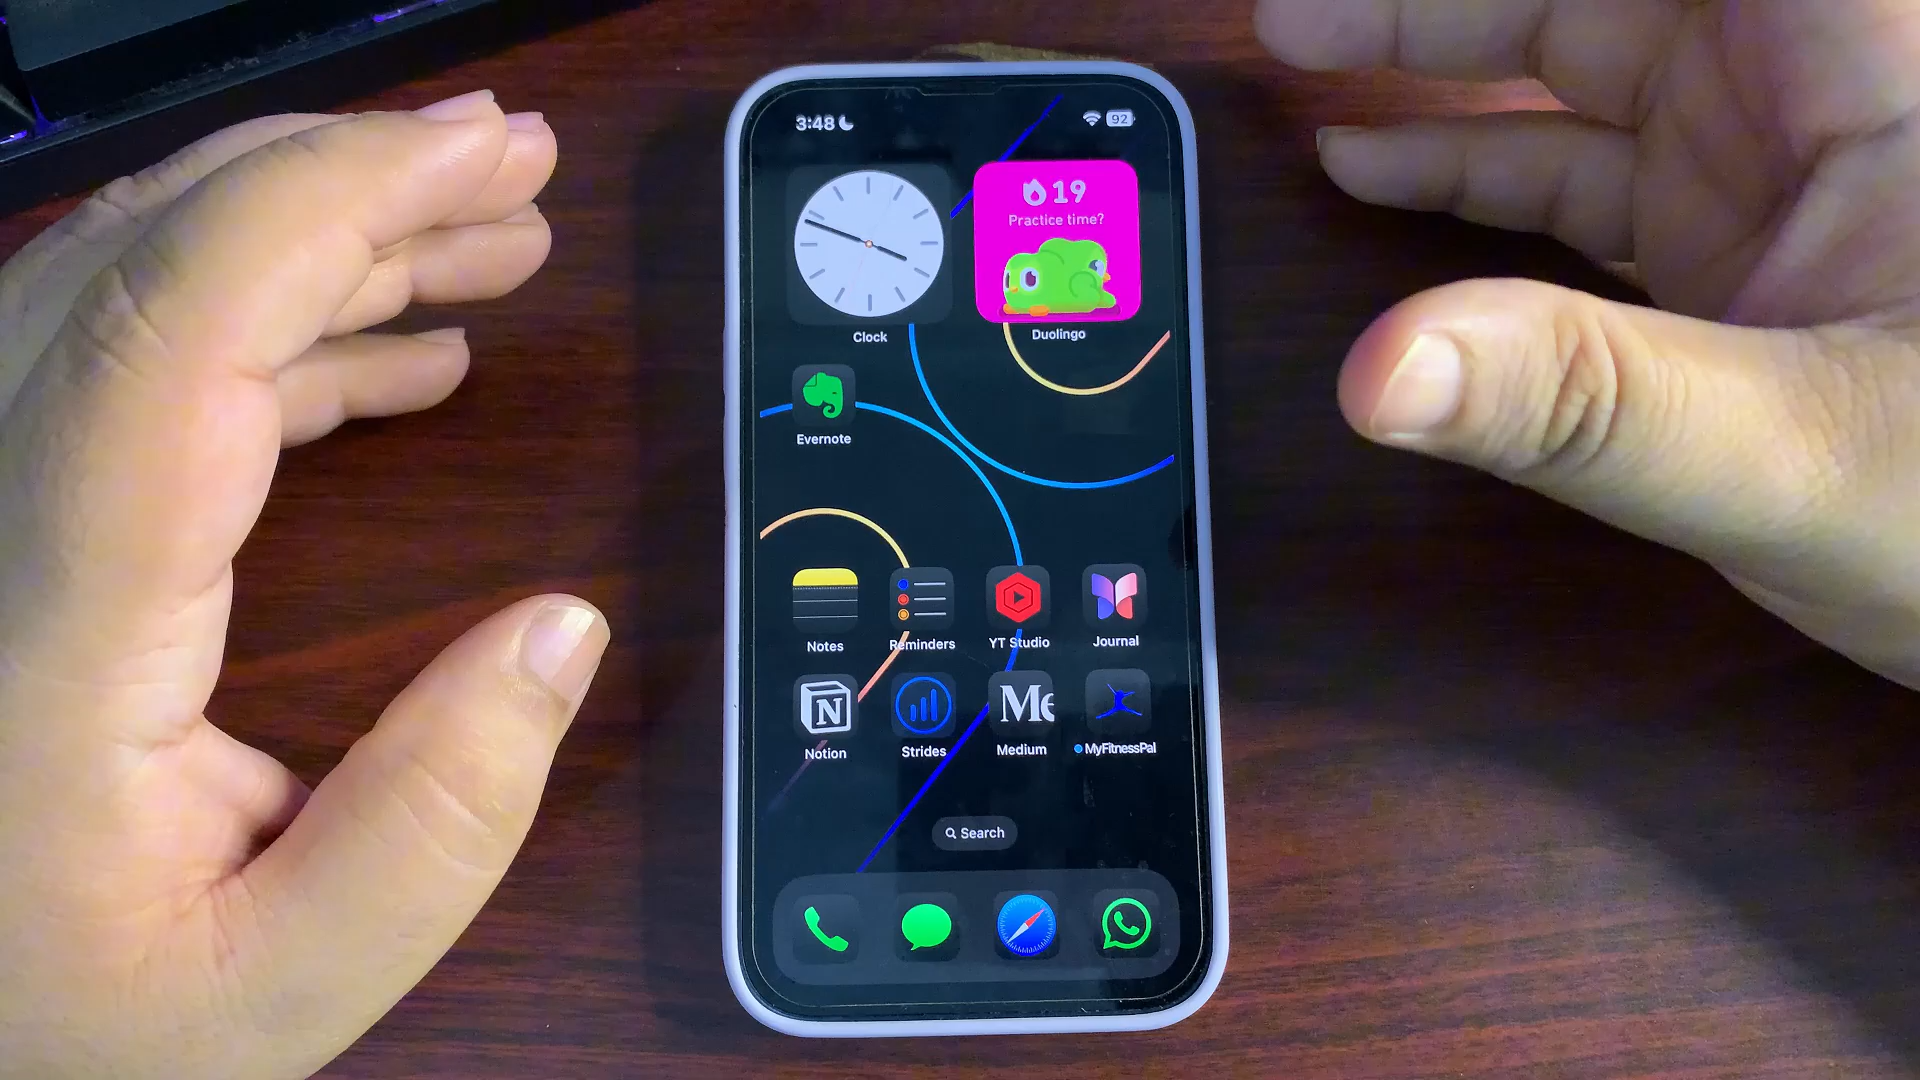 3:48
92
19
Practice time?
Clock
Duolingo
Evernote
Notes
Reminders
YT Studio
Journal
N
Me
Notion
Strides
Medium
MyFitnessPal
Search